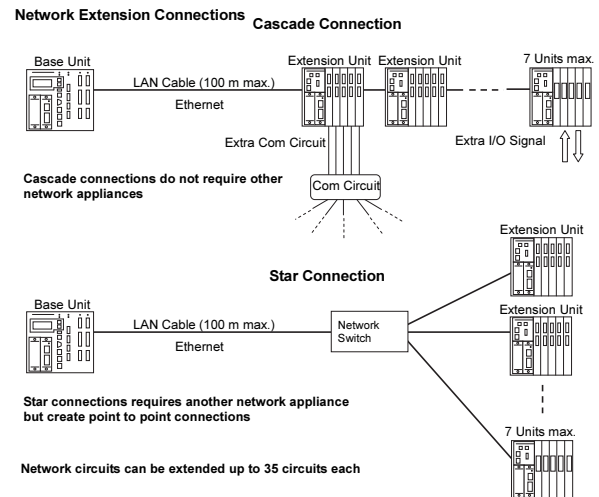 Network Extension Connections
Cascade Connection
Base Unit
LAN Cable (100 m max.)
Ethernet
Extension Unit
Extension Unit
7 Units max.
Extra Com Circuit
Extra I/O Signal
Com Circuit
Cascade connections do not require other
network appliances
Star Connection
Base Unit
LAN Cable (100 m max.)
Ethernet
Network
Switch
Extension Unit
Extension Unit
7 Units max.
Star connections requires another network appliance
but create point to point connections
Network circuits can be extended up to 35 circuits each